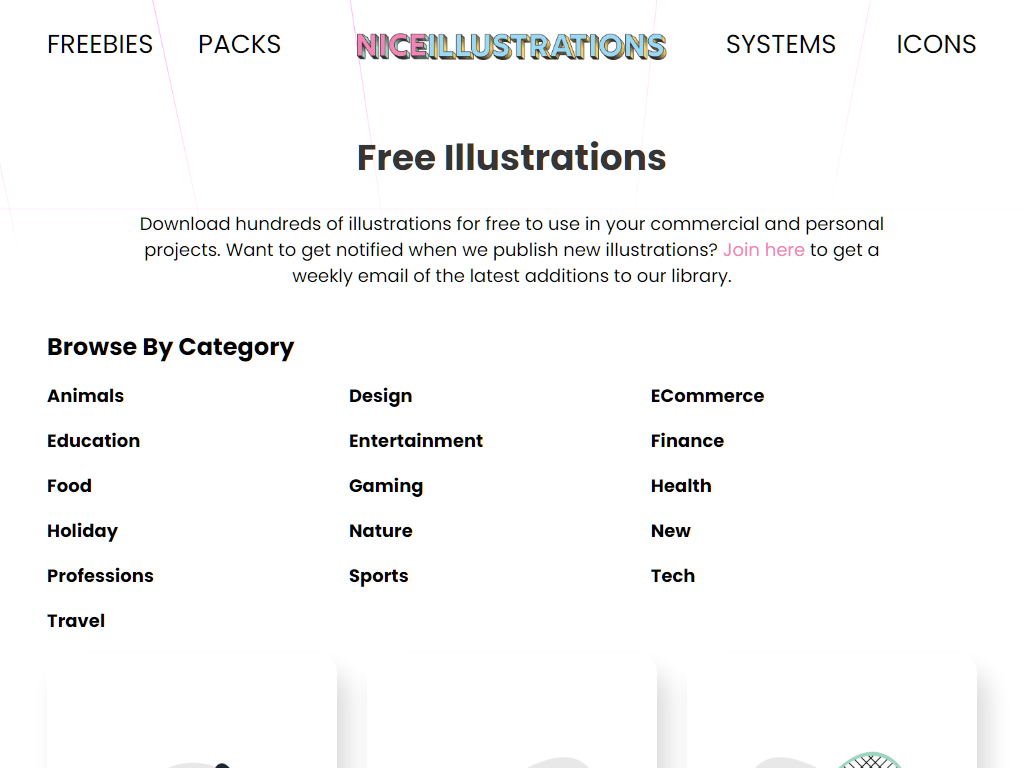 FREEBIES PACKS NICEILLUSTRATIONS SYSTEMS ICONS
Free Illustrations
Download hundreds of illustrations for free to use in your commercial and personal
projects. Want to get notified when we publish new illustrations? Join here to get a
weekly email of the latest additions to our library.
Browse By Category
Animals Design ECommerce
Education Entertainment Finance
Food Gaming Health
Holiday Nature New
Professions Sports Tech
Travel